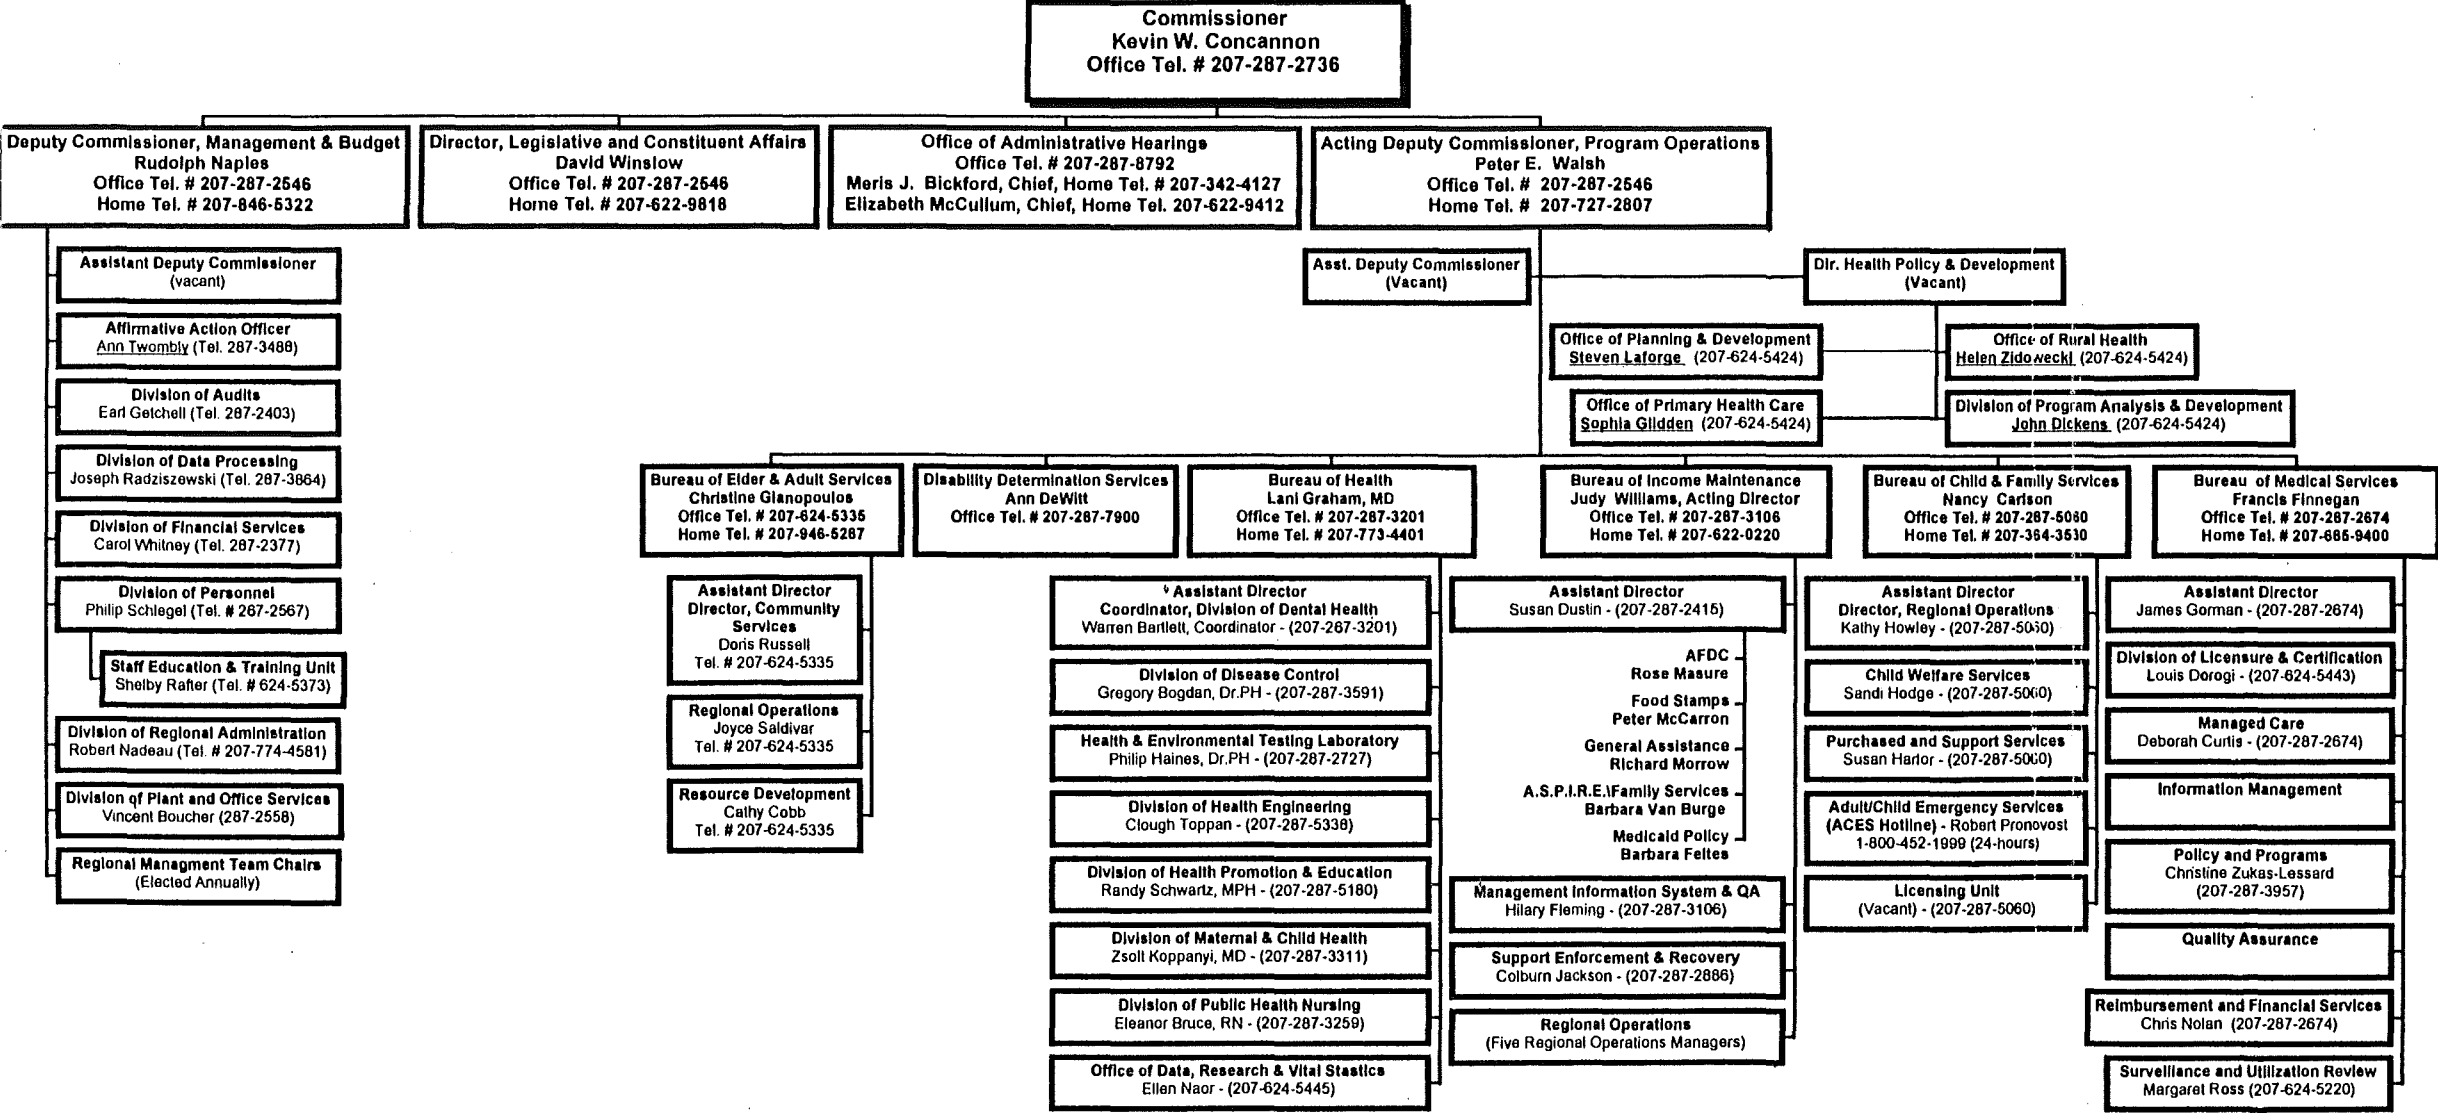 Commissioner
Kevin W. Concannon
Office Tel. # 207-287-2736
Deputy Commissioner, Management & Budget
Rudolph Naples
Office Tel. # 207-287-2546
Home Tel. # 207-846-5322
Director, Legislative and Constituent Affairs
David Winslow
Office Tel. # 207-287-2546
Home Tel. # 207-622-9818
Office of Administrative Hearings
Office Tel. # 207-287-8792
Meris J. Bickford, Chief, Home Tel. # 207-342-4127
Elizabeth McCullum, Chief, Home Tel. 207-622-9412
Acting Deputy Commissioner, Program Operations
Peter E. Walsh
Office Tel. # 207-287-2546
Home Tel. # 207-727-2807
Assistant Deputy Commissioner
(vacant)
Affirmative Action Officer
Ann Twombly (Tel. 287-3488)
Division of Audits
Earl Getchell (Tel. 287-2403)
Division of Data Processing
Joseph Radziszewski (Tel. 287-3864)
Division of Financial Services
Carol Whitney (Tel. 287-2377)
Division of Personnel
Philip Schlegel (Tel. # 267-2567)
Staff Education & Training Unit
Shelby Rafter (Tel. # 624-5373)
Division of Regional Administration
Robert Nadeau (Tel. # 207-774-4581)
Division of Plant and Office Services
Vincent Boucher (287-2558)
Regional Managment Team Chairs
(Elected Annually)
Asst. Deputy Commissioner
(Vacant)
Dir. Health Policy & Development
(Vacant)
Office of Planning & Development
Steven Laforge (207-624-5424)
Office of Rural Health
Helen Zidowecki (207-624-5424)
Office of Primary Health Care
Sophia Glidden (207-624-5424)
Division of Program Analysis & Development
John Dickens (207-624-5424)
Bureau of Elder & Adult Services
Christine Gianopoulos
Office Tel. # 207-624-5335
Home Tel. # 207-946-5287
Disability Determination Services
Ann DeWitt
Office Tel. # 207-287-7900
Bureau of Health
Lani Graham, MD
Office Tel. # 207-287-3201
Home Tel. # 207-773-4401
Bureau of Income Maintenance
Judy Williams, Acting Director
Office Tel. # 207-287-3106
Home Tel. # 207-622-0220
Bureau of Child & Family Services
Nancy Carlson
Office Tel. # 207-287-5060
Home Tel. # 207-364-3530
Bureau of Medical Services
Francis Finnegan
Office Tel. # 207-287-2674
Home Tel. # 207-685-9400
Assistant Director
Director, Community
Services
Doris Russell
Tel. # 207-624-5335
Regional Operations
Joyce Saldivar
Tel. # 207-624-5335
Resource Development
Cathy Cobb
Tel. # 207-624-5335
Assistant Director
Coordinator, Division of Dental Health
Warren Bartlett, Coordinator - (207-267-3201)
Division of Disease Control
Gregory Bogdan, Dr.PH - (207-287-3591)
Health & Environmental Testing Laboratory
Philip Haines, Dr.PH - (207-287-2727)
Division of Health Engineering
Clough Toppan - (207-287-5338)
Division of Health Promotion & Education
Randy Schwartz, MPH - (207-287-5180)
Division of Maternal & Child Health
Zsolt Koppanyi, MD - (207-287-3311)
Division of Public Health Nursing
Eleanor Bruce, RN - (207-287-3259)
Office of Data, Research & Vital Stastics
Ellen Naor - (207-624-5445)
Assistant Director
Susan Dustin - (207-287-2415)
AFDC
Rose Masure
Food Stamps
Peter McCarron
General Assistance
Richard Morrow
A.S.P.I.R.E.\Family Services
Barbara Van Burge
Medicaid Policy
Barbara Feltes
Management Information System & QA
Hilary Fleming - (207-287-3106)
Support Enforcement & Recovery
Colburn Jackson - (207-287-2886)
Regional Operations
(Five Regional Operations Managers)
Assistant Director
Director, Regional Operations
Kathy Howley - (207-287-5060)
Child Welfare Services
Sandi Hodge - (207-287-5060)
Purchased and Support Services
Susan Harlor - (207-287-5060)
Adult/Child Emergency Services
(ACES Hotline) - Robert Pronovost
1-800-452-1999 (24-hours)
Licensing Unit
(Vacant) - (207-287-5060)
Assistant Director
James Gorman - (207-287-2674)
Division of Licensure & Certification
Louis Dorogi - (207-624-5443)
Managed Care
Deborah Curtis - (207-287-2674)
Information Management
Policy and Programs
Christine Zukas-Lessard
(207-287-3957)
Quality Assurance
Reimbursement and Financial Services
Chris Nolan (207-287-2674)
Surveillance and Utilization Review
Margaret Ross (207-624-5220)